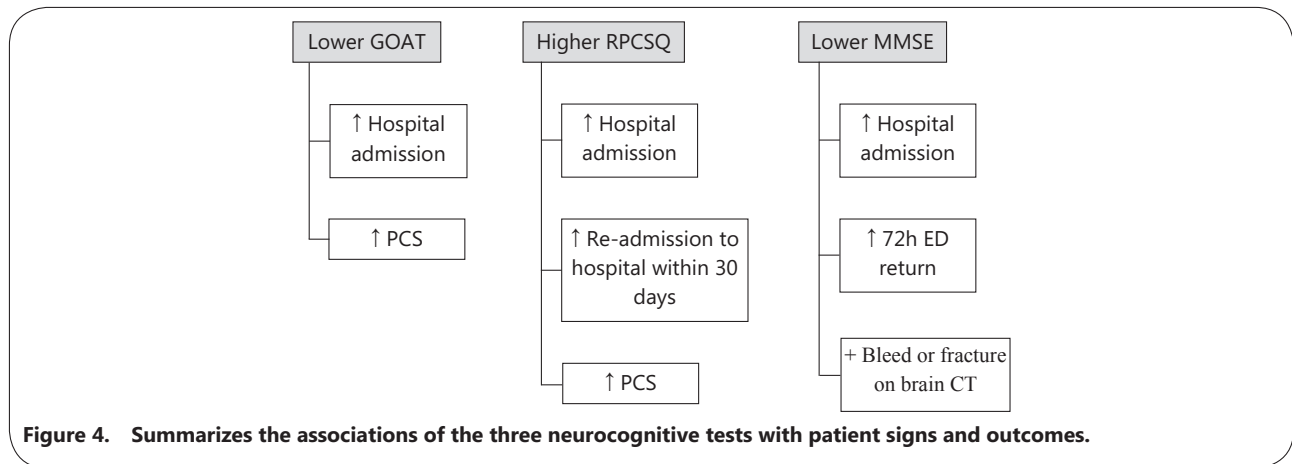 Lower GOAT
↑ Hospital
admission
↑ PCS
Higher RPCSQ
↑ Hospital
admission
↑ Re-admission to
hospital within 30
days
↑ PCS
Lower MMSE
↑ Hospital
admission
↑ 72h ED
return
+ Bleed or fracture
on brain CT
Figure 4. Summarizes the associations of the three neurocognitive tests with patient signs and outcomes.